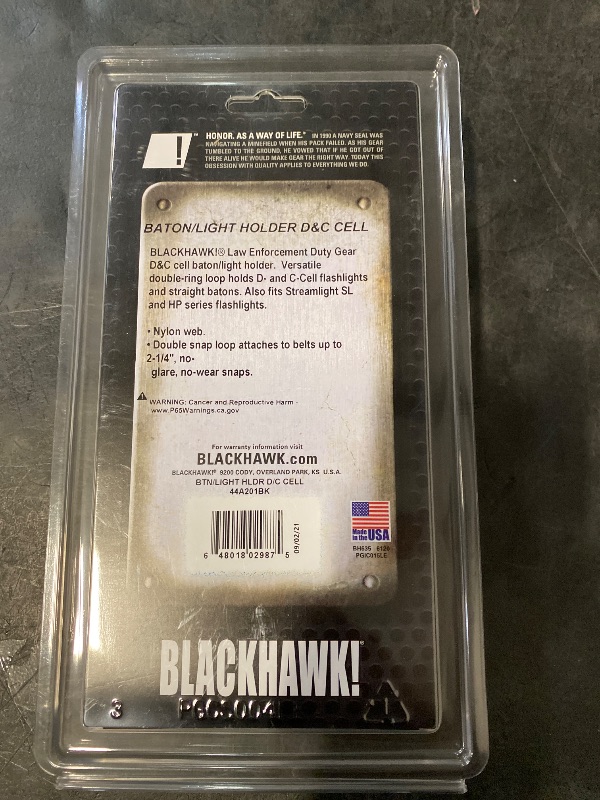 HONOR. AS A WAY OF LIFE.™ IN 1990 A NAVY SEAL WAS
NAVIGATING A MINEFIELD WHEN HIS PACK FAILED. AS HIS GEAR
TUMBLED TO THE GROUND, HE VOWED THAT IF HE GOT OUT OF
THERE ALIVE HE WOULD MAKE GEAR THE RIGHT WAY. TODAY THIS
OBSESSION WITH QUALITY APPLIES TO EVERYTHING WE DO.
BATON/LIGHT HOLDER D&C CELL
BLACKHAWK!® Law Enforcement Duty Gear
D&C cell baton/light holder. Versatile
double-ring loop holds D- and C-Cell flashlights
and straight batons. Also fits Streamlight SL
and HP series flashlights.
• Nylon web.
• Double snap loop attaches to belts up to
2-1/4", no-
glare, no-wear snaps.
WARNING: Cancer and Reproductive Harm -
www.P65Warnings.ca.gov
For warranty information visit
BLACKHAWK.com
BLACKHAWK!® 9200 CODY, OVERLAND PARK, KS U.S.A.
BTN/LIGHT HLDR D/C CELL
44A201BK
6 48018 02987 5
09/02/21
Made
in the USA
BH635 6126
BLACKHAWK!
3